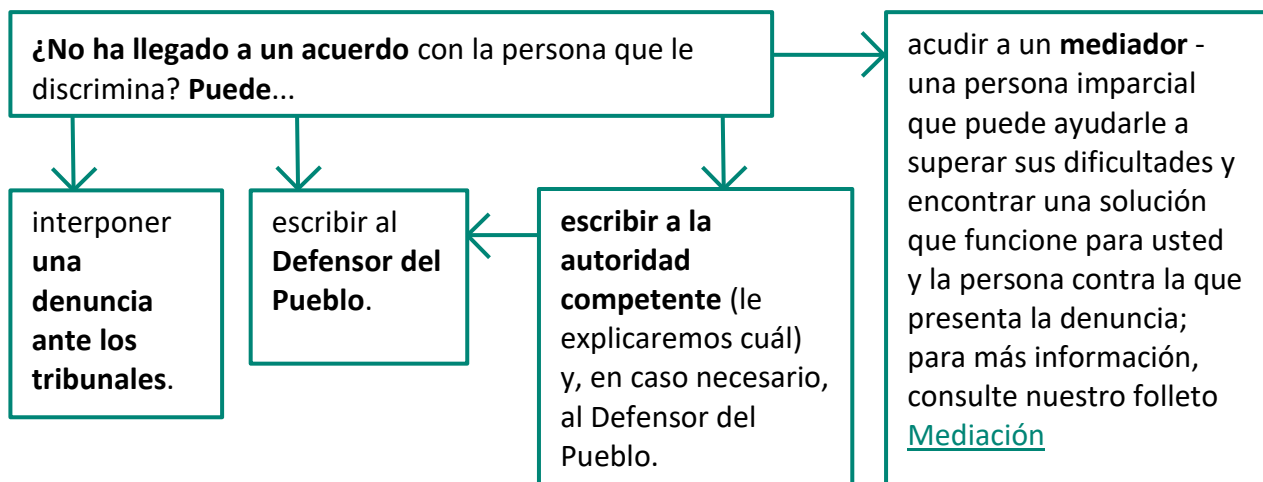 ¿No ha llegado a un acuerdo con la persona que le
discrimina? Puede...
interponer
una
denuncia
ante los
tribunales.
escribir al
Defensor del
Pueblo.
escribir a la
autoridad
competente (le
explicaremos cuál)
y, en caso necesario,
al Defensor del
Pueblo.
acudir a un mediador -
una persona imparcial
que puede ayudarle a
superar sus dificultades y
encontrar una solución
que funcione para usted
y la persona contra la que
presenta la denuncia;
para más información,
consulte nuestro folleto
Mediación